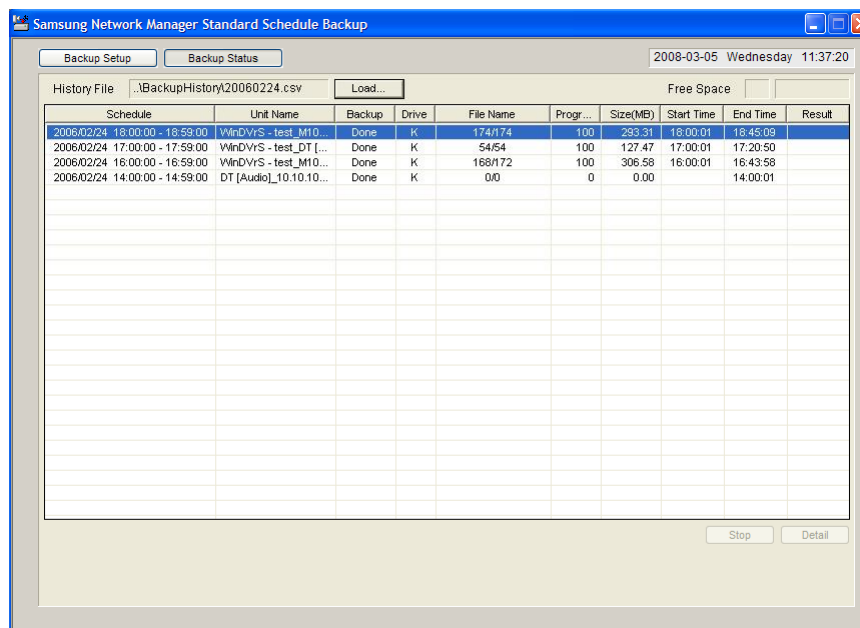 Samsung Network Manager Standard Schedule Backup
Backup Setup Backup Status 2008-03-05 Wednesday 11:37:20
History File ..\BackupHistory\20060224.csv Load... Free Space
Schedule Unit Name Backup Drive File Name Progr... Size(MB) Start Time End Time Result
2006/02/24 18:00:00 - 18:59:00 WinDVrS - test_M10... Done K 174/174 100 293.31 18:00:01 18:45:09
2006/02/24 17:00:00 - 17:59:00 WinDVrS - test_DT [... Done K 54/54 100 127.47 17:00:01 17:20:50
2006/02/24 16:00:00 - 16:59:00 WinDVrS - test_M10... Done K 168/172 100 306.58 16:00:01 16:43:58
2006/02/24 14:00:00 - 14:59:00 DT [Audio]_10.10.10... Done K 0/0 0 0.00 14:00:01
Stop Detail